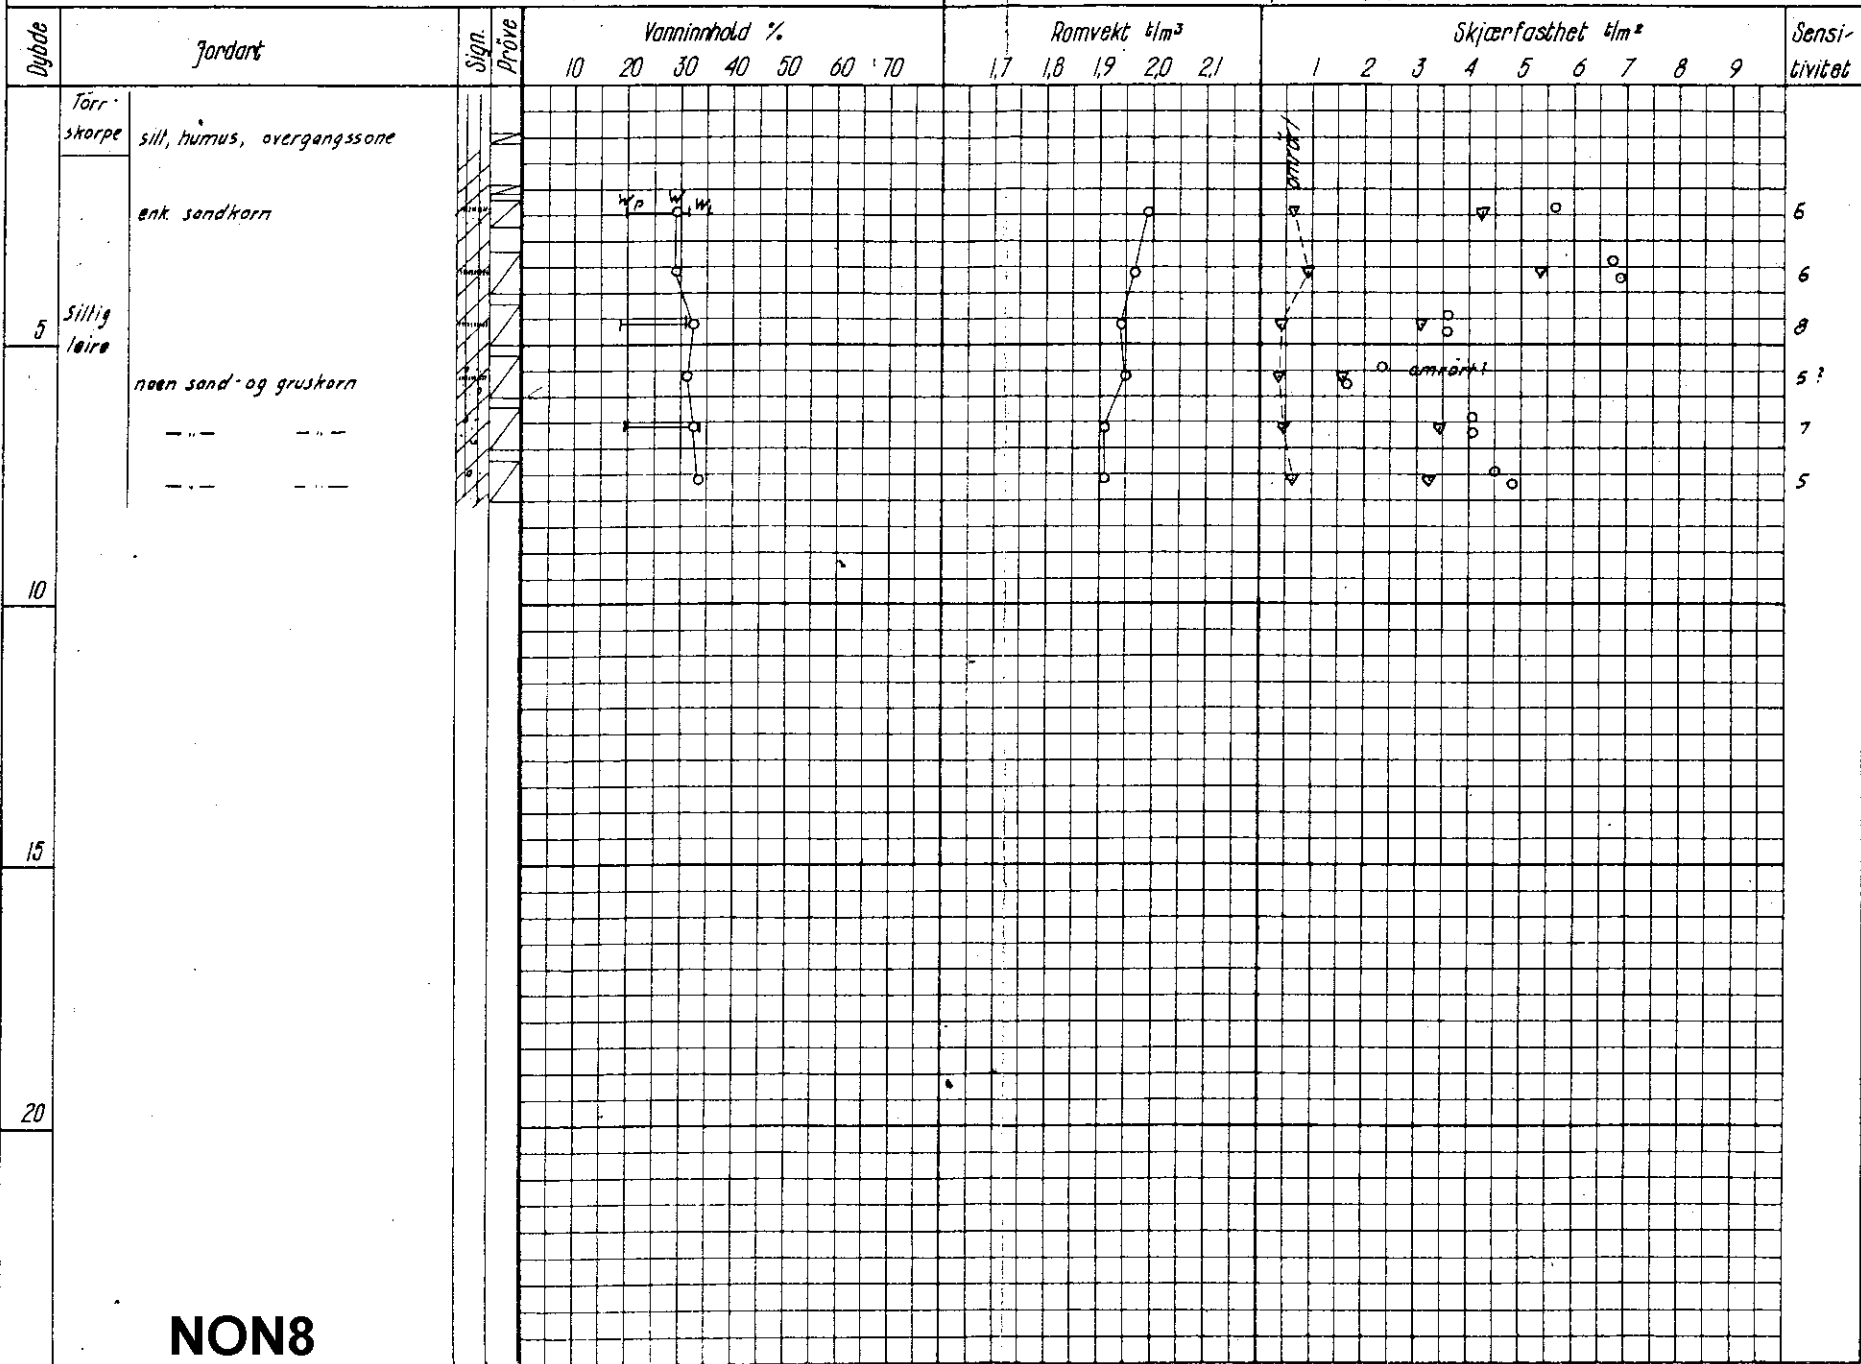 Dybde Jordart Sign. Prøve Vanninnhold % Romvekt t/m³ Skjærfasthet t/m² Sensi-
tivitet
10 20 30 40 50 60 70 1,7 1,8 1,9 2,0 2,1 1 2 3 4 5 6 7 8 9
Törr-
skorpe silt, humus, overgangssone
omrört
enk. sandkorn Wp W WL 6
6
Siltig
5 leire 8
noen sand- og gruskorn omrört? 5?
— " — — " — 7
— " — — " — 5
10
15
20
NON8